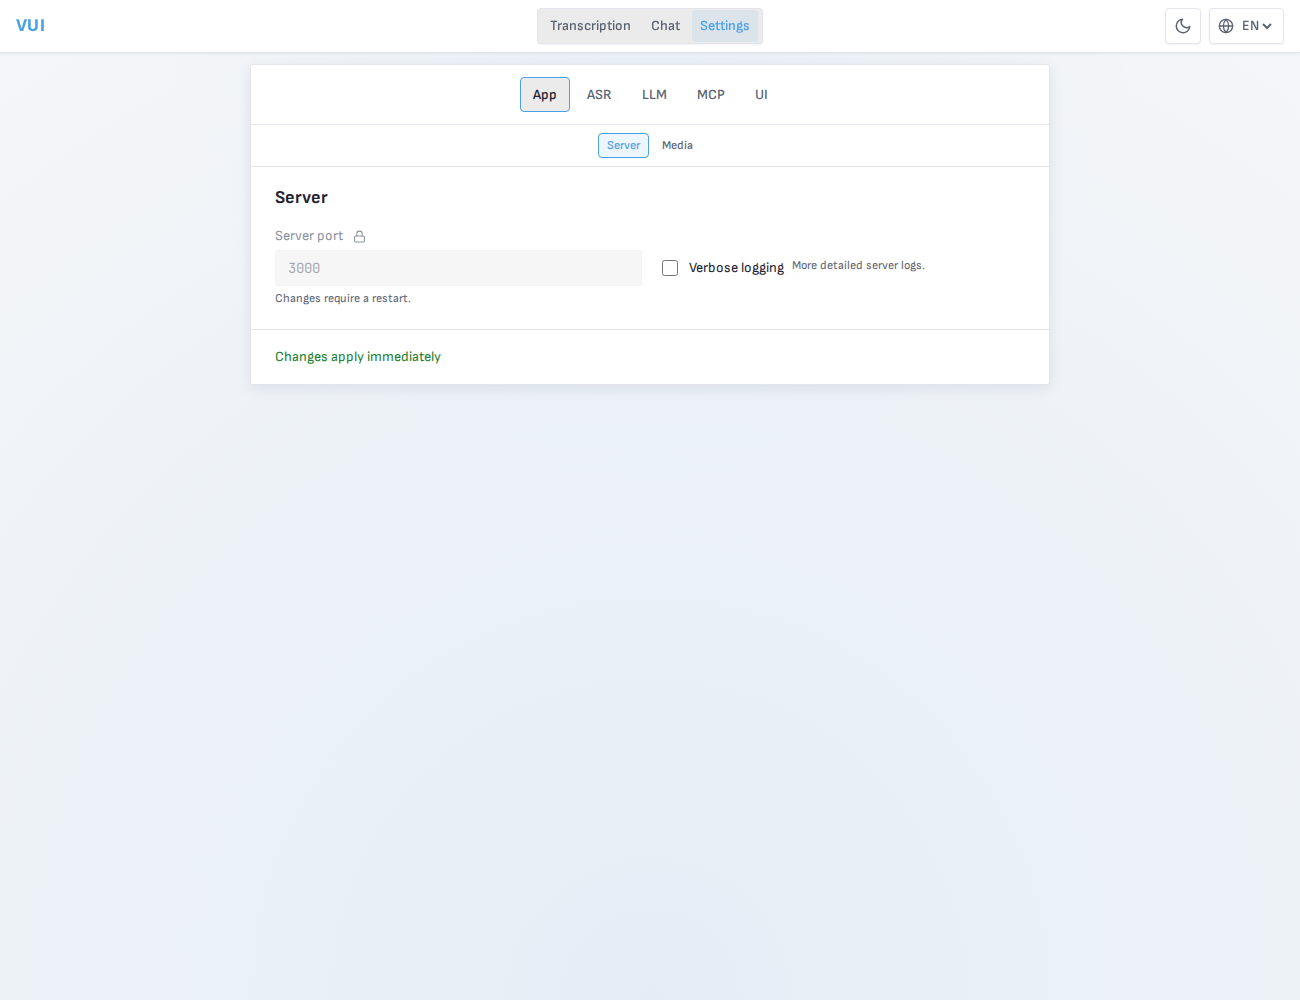 VUI
Transcription Chat Settings
EN
App ASR LLM MCP UI
Server Media
Server
Server port
3000
Verbose logging More detailed server logs.
Changes require a restart.
Changes apply immediately